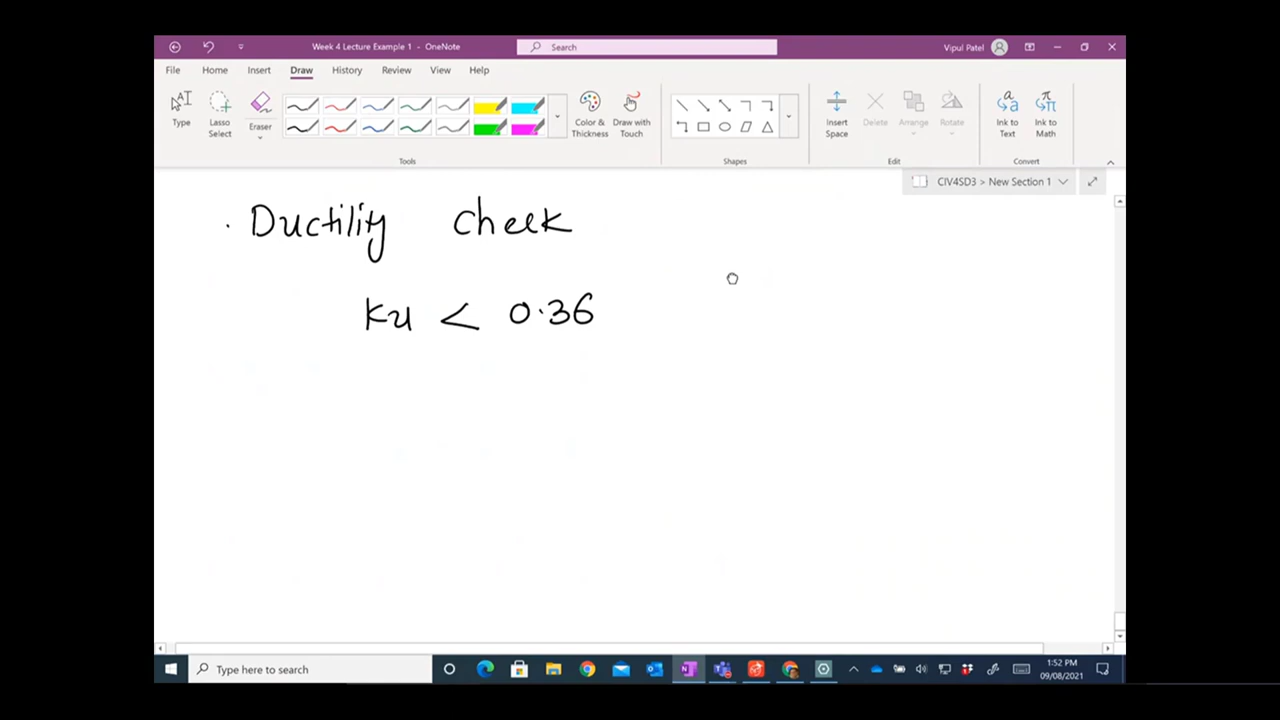 Week 4 Lecture Example 1 - OneNote
Search
Vipul Patel
File Home Insert Draw History Review View Help
Type
Lasso Select
Eraser
Color & Thickness
Draw with Touch
Insert Space
Delete
Arrange
Rotate
Ink to Text
Ink to Math
Tools
Shapes
Edit
Convert
CIV4SD3 > New Section 1
· Ductility Check
Ku < 0.36
Type here to search
1:52 PM
09/08/2021